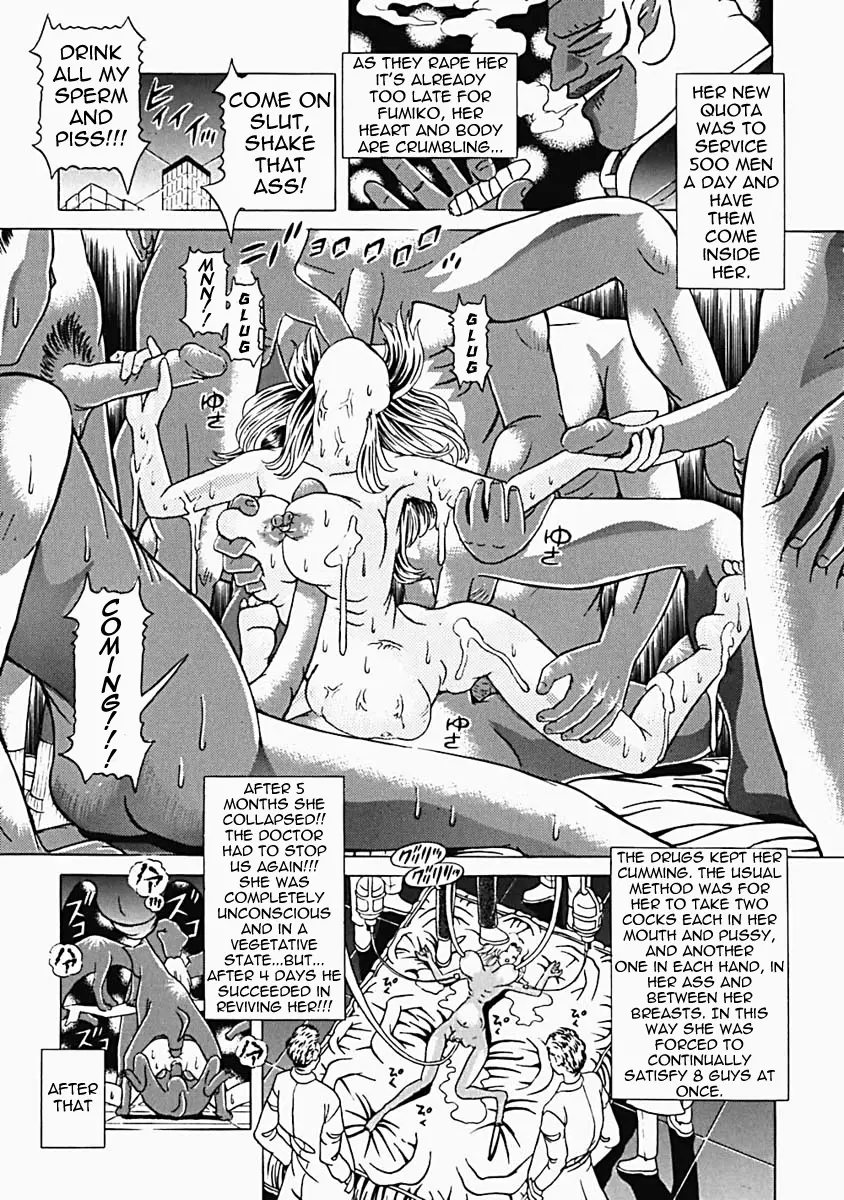 HER NEW
QUOTA
WAS TO
SERVICE
500 MEN
A DAY AND
HAVE
THEM
COME
INSIDE
HER.
AS THEY RAPE HER
IT'S ALREADY
TOO LATE FOR
FUMIKO, HER
HEART AND BODY
ARE CRUMBLING...
COME ON
SLUT,
SHAKE
THAT
ASS!
DRINK
ALL MY
SPERM
AND
PISS!!!
GLUG
GLUG
MNN!!
ゆさ
ゆさ
ゆさ
COMING!!!
THE DRUGS KEPT HER
CUMMING. THE USUAL
METHOD WAS FOR
HER TO TAKE TWO
COCKS EACH IN HER
MOUTH AND PUSSY,
AND ANOTHER
ONE IN EACH HAND, IN
HER ASS AND
BETWEEN HER
BREASTS. IN THIS
WAY SHE WAS
FORCED TO
CONTINUALLY
SATISFY 8 GUYS AT
ONCE.
AFTER 5
MONTHS SHE
COLLAPSED!!
THE DOCTOR
HAD TO STOP
US AGAIN!!!
SHE WAS
COMPLETELY
UNCONSCIOUS
AND IN A
VEGETATIVE
STATE...BUT...
AFTER 4 DAYS HE
SUCCEEDED IN
REVIVING HER!!!
AFTER
THAT